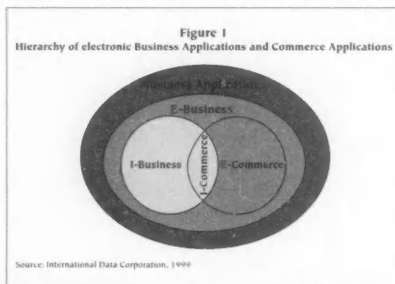 Figure 1
Hierarchy of electronic Business Applications and Commerce Applications
Business Applications
E-Business
I-Business
I-Commerce
E-Commerce
Source: International Data Corporation, 1999